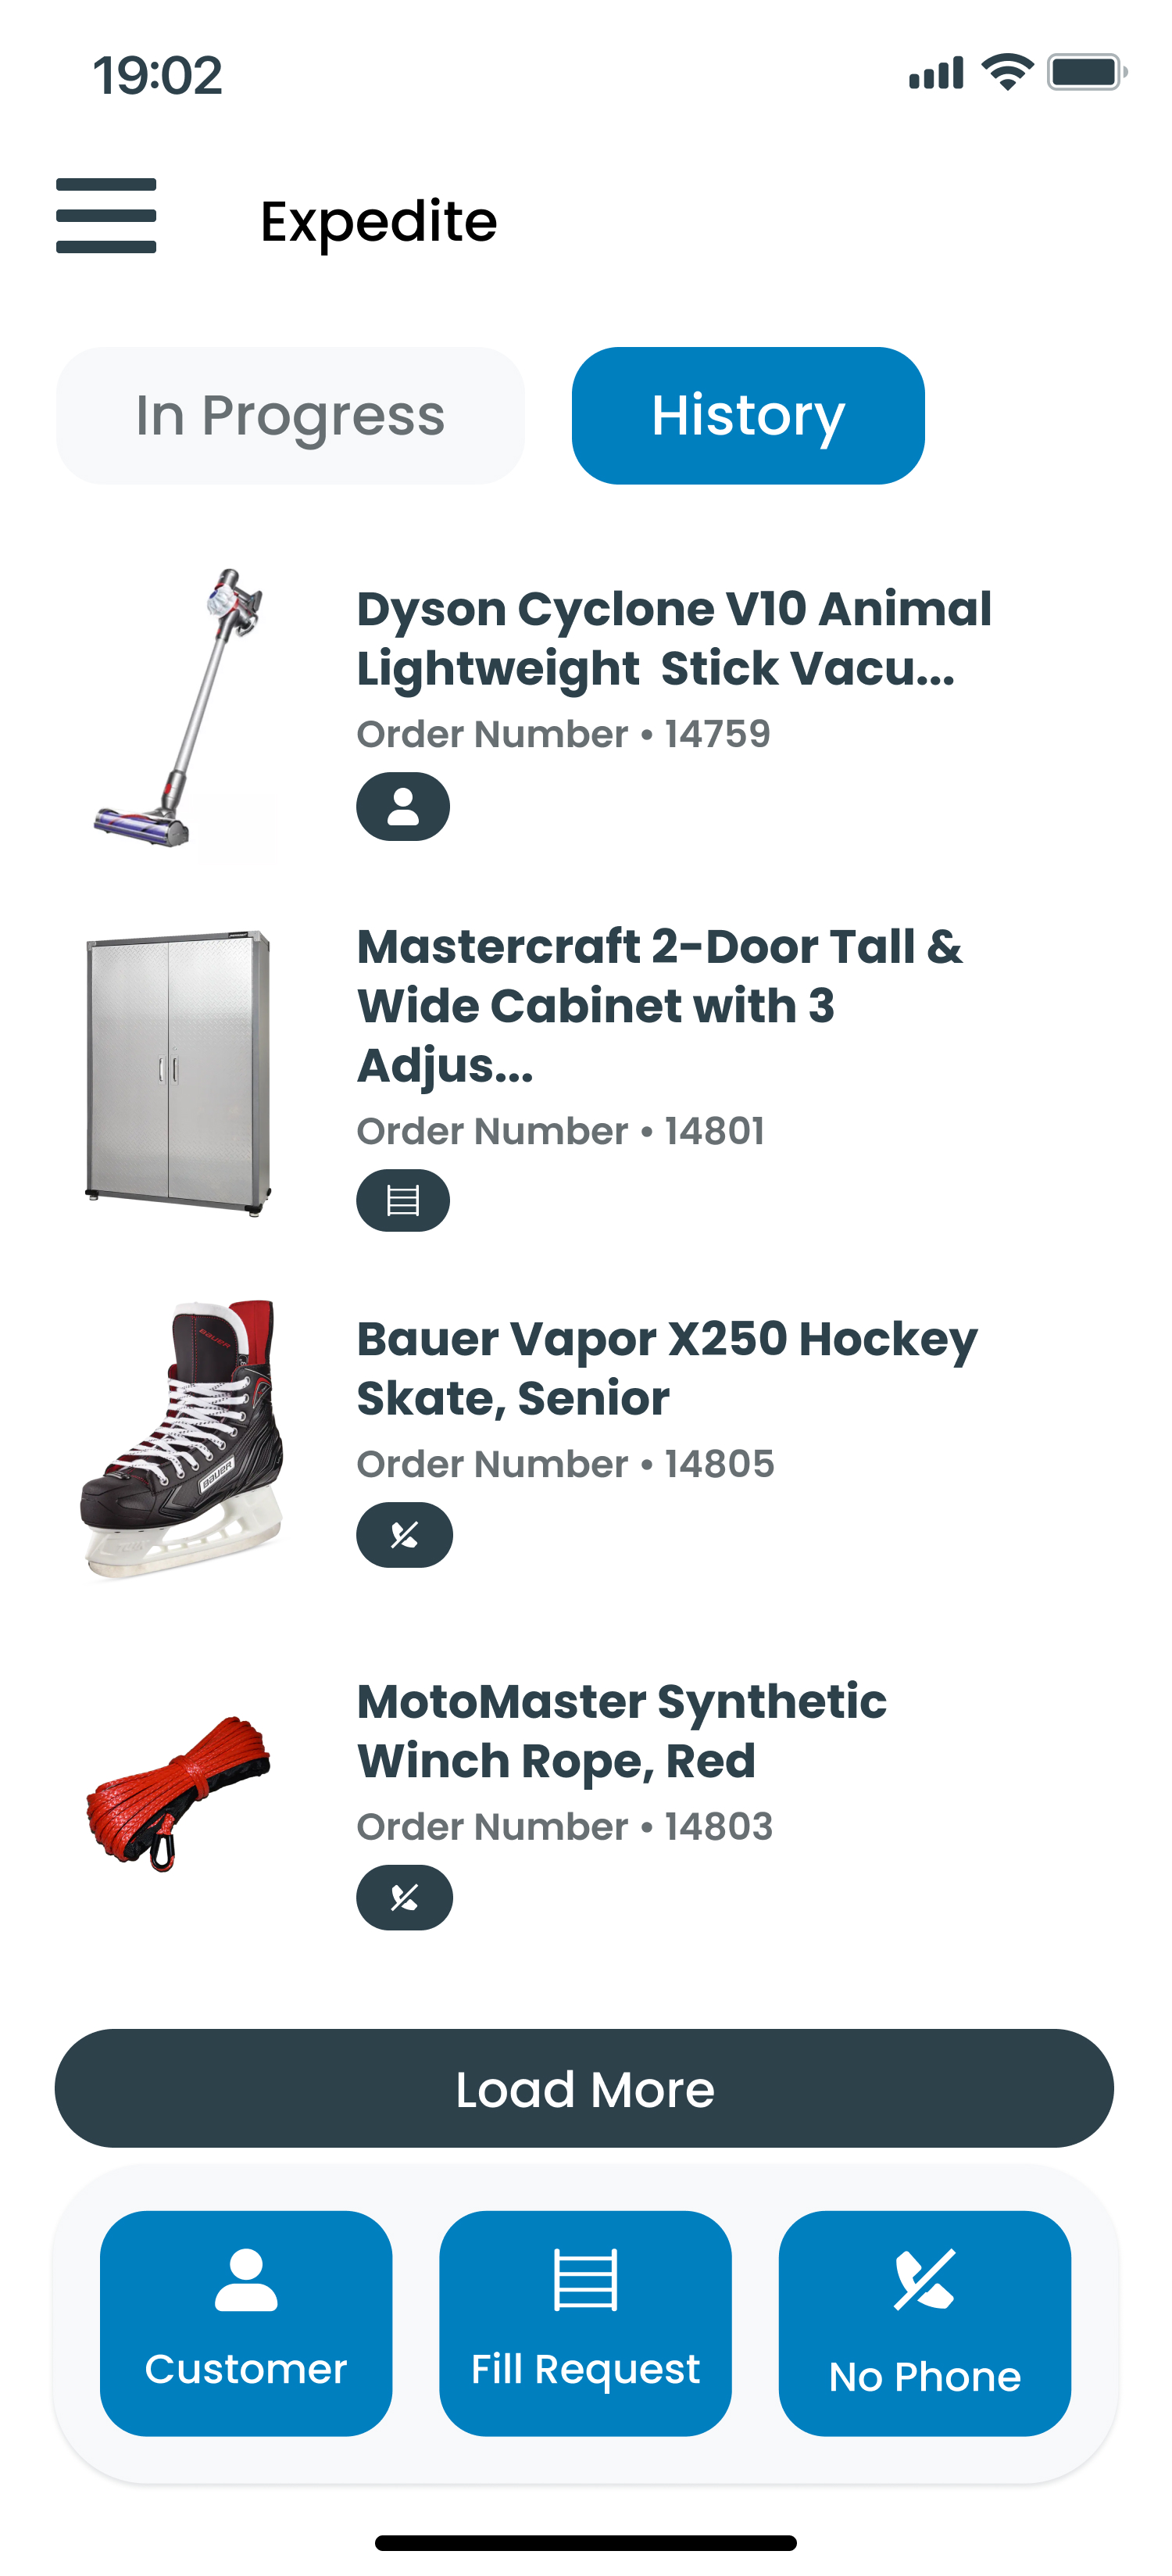 19:02
Expedite
In Progress
History
Dyson Cyclone V10 Animal
Lightweight  Stick Vacu...
Order Number • 14759
Mastercraft 2-Door Tall &
Wide Cabinet with 3
Adjus...
Order Number • 14801
BAUER
BAUER
Bauer Vapor X250 Hockey
Skate, Senior
Order Number • 14805
MotoMaster Synthetic
Winch Rope, Red
Order Number • 14803
Load More
Customer
Fill Request
No Phone